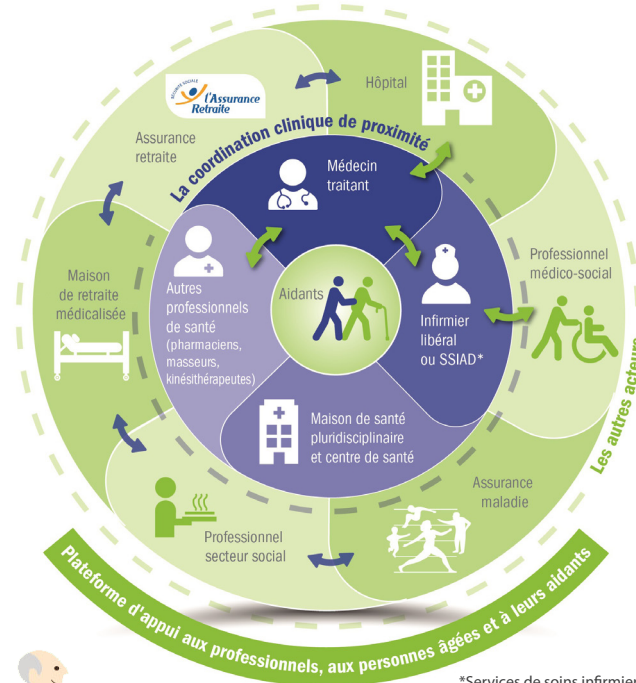 SÉCURITÉ SOCIALE
l'Assurance
Retraite
Assurance
retraite
Hôpital
La coordination clinique de proximité
Médecin
traitant
Autres
professionnels
de santé
(pharmaciens,
masseurs,
kinésithérapeutes)
Aidants
Infirmier
libéral
ou SSIAD*
Professionnel
médico-social
Maison
de retraite
médicalisée
Maison de santé
pluridisciplinaire
et centre de santé
Les autres acteurs
Assurance
maladie
Professionnel
secteur social
Plateforme d'appui aux professionnels, aux personnes âgées et à leurs aidants
*Services de soins infirmier